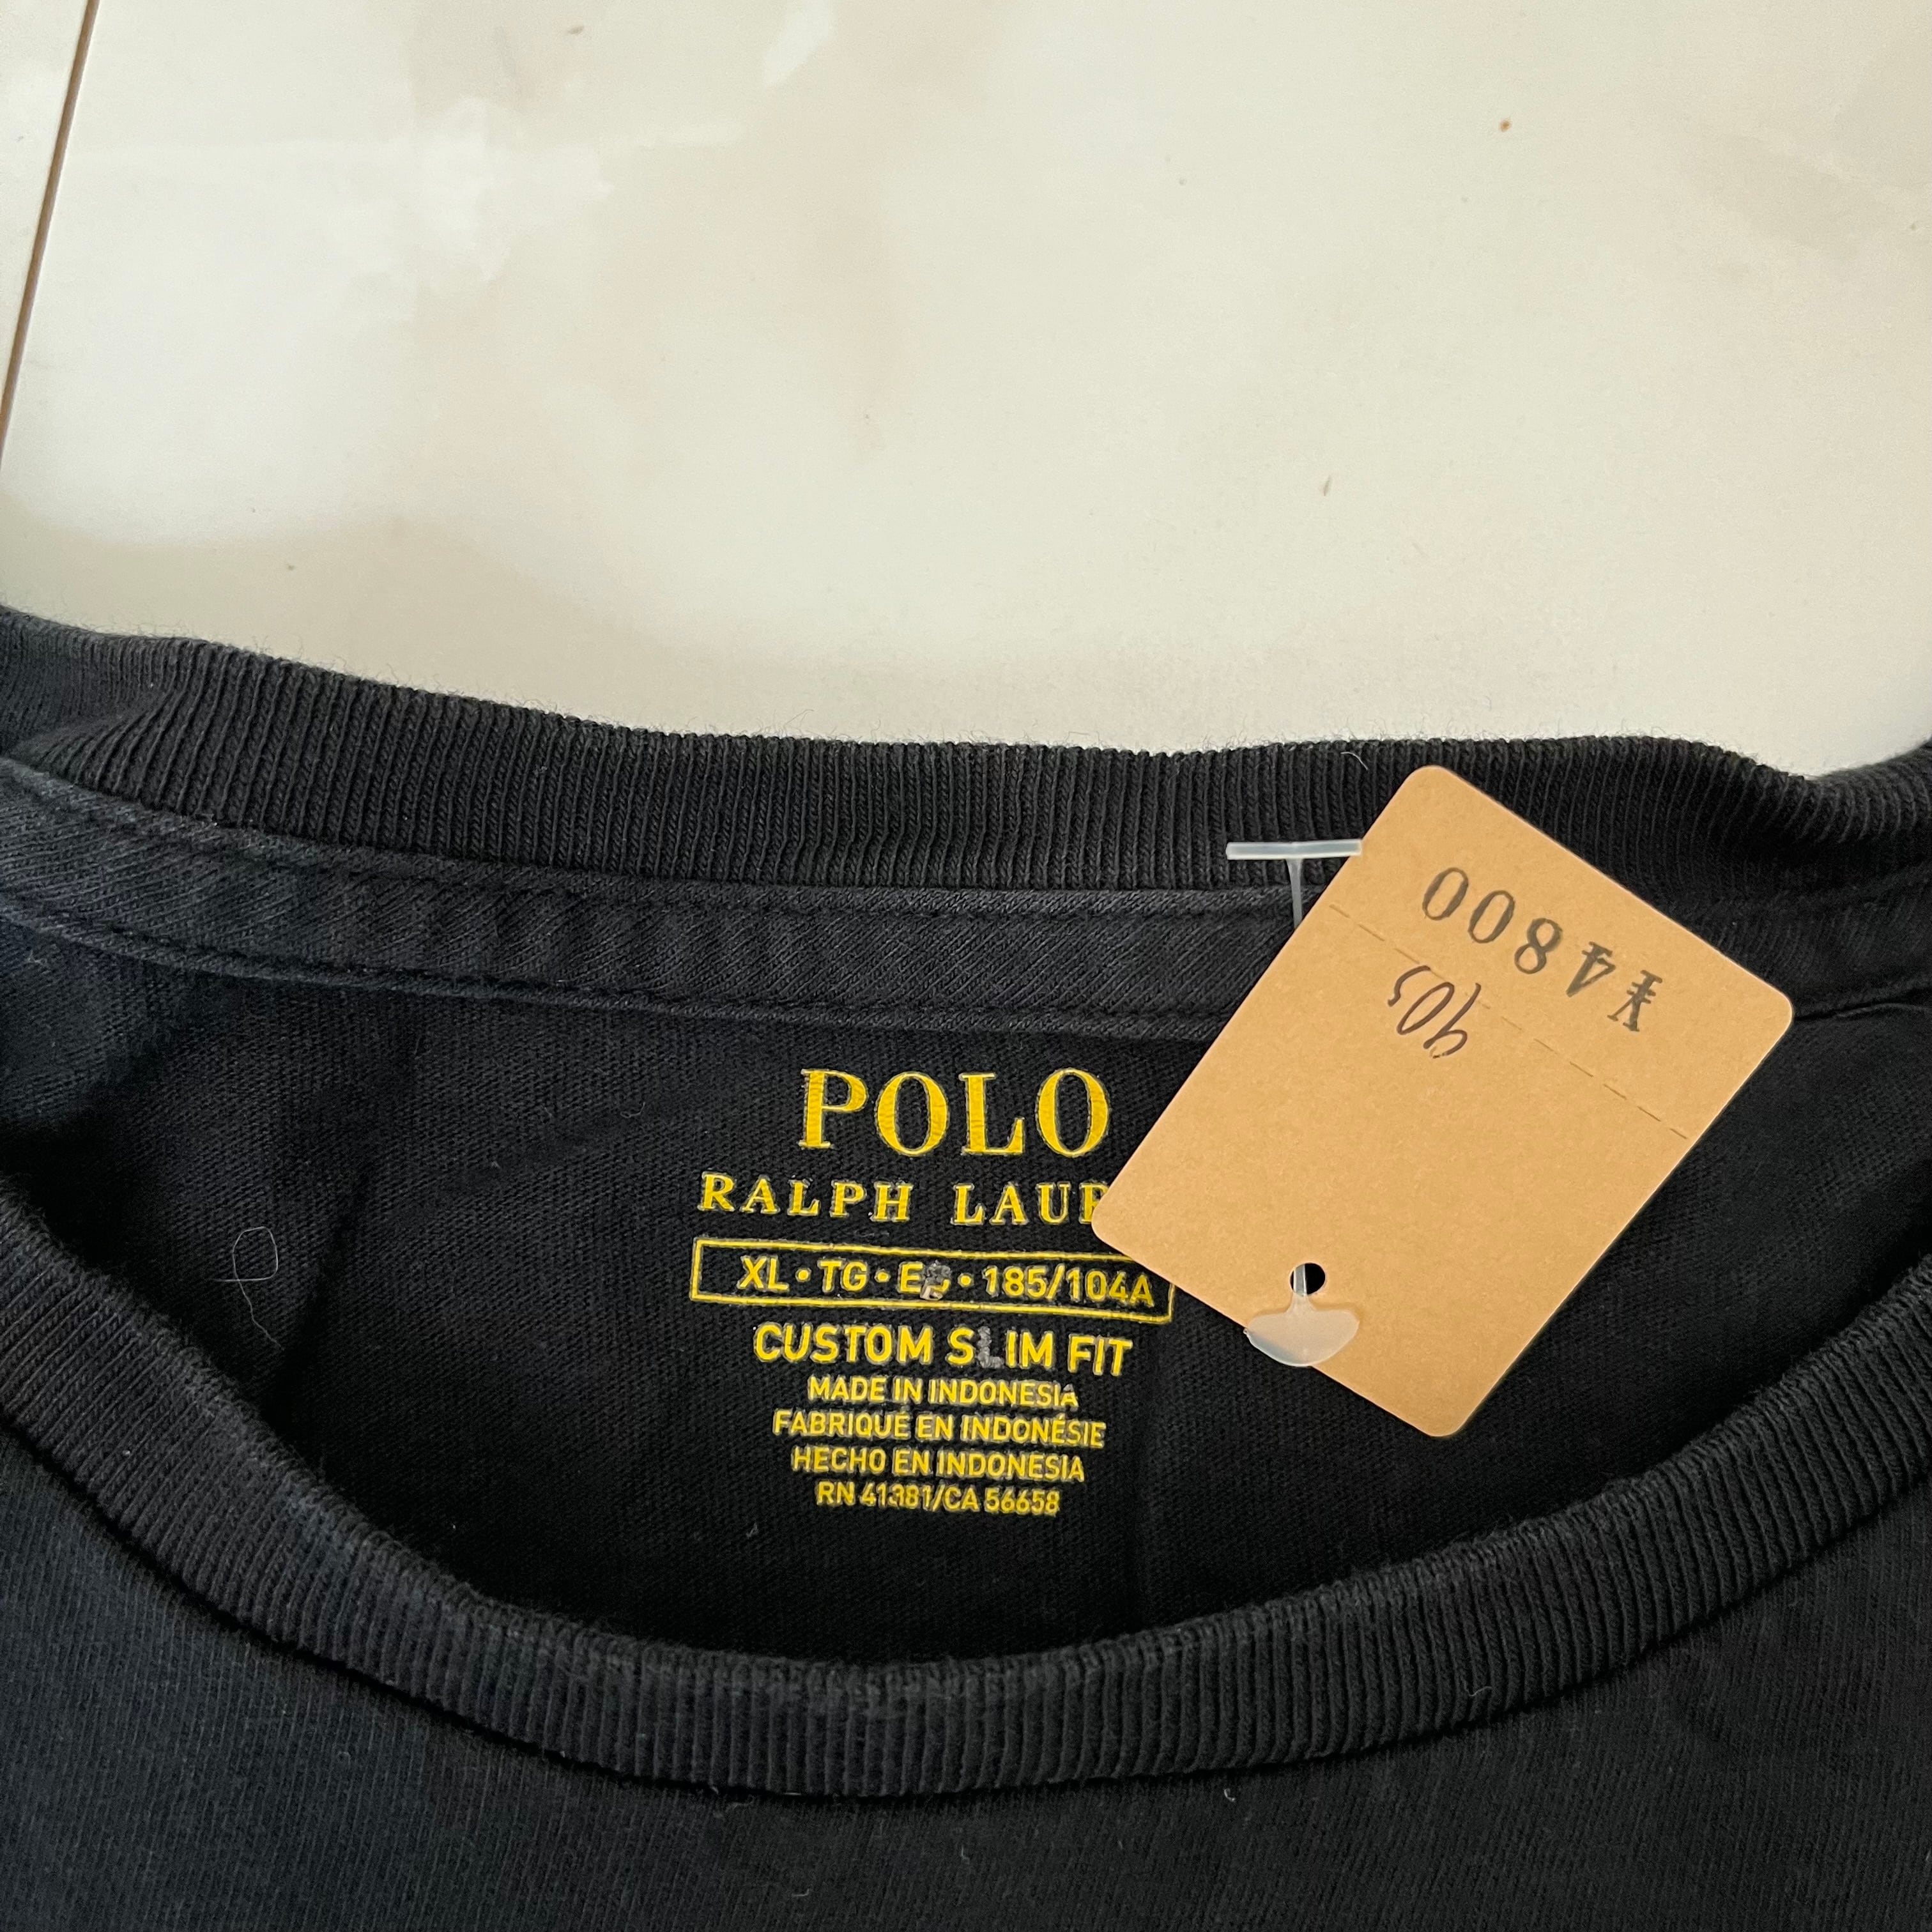 POLO
RALPH LAU
XL • TG • • 185/104A
CUSTOM SLIM FIT
MADE IN INDONESIA
FABRIQUÉ EN INDONÉSIE
HECHO EN INDONESIA
RN 41381/CA 56658
90s
¥4800